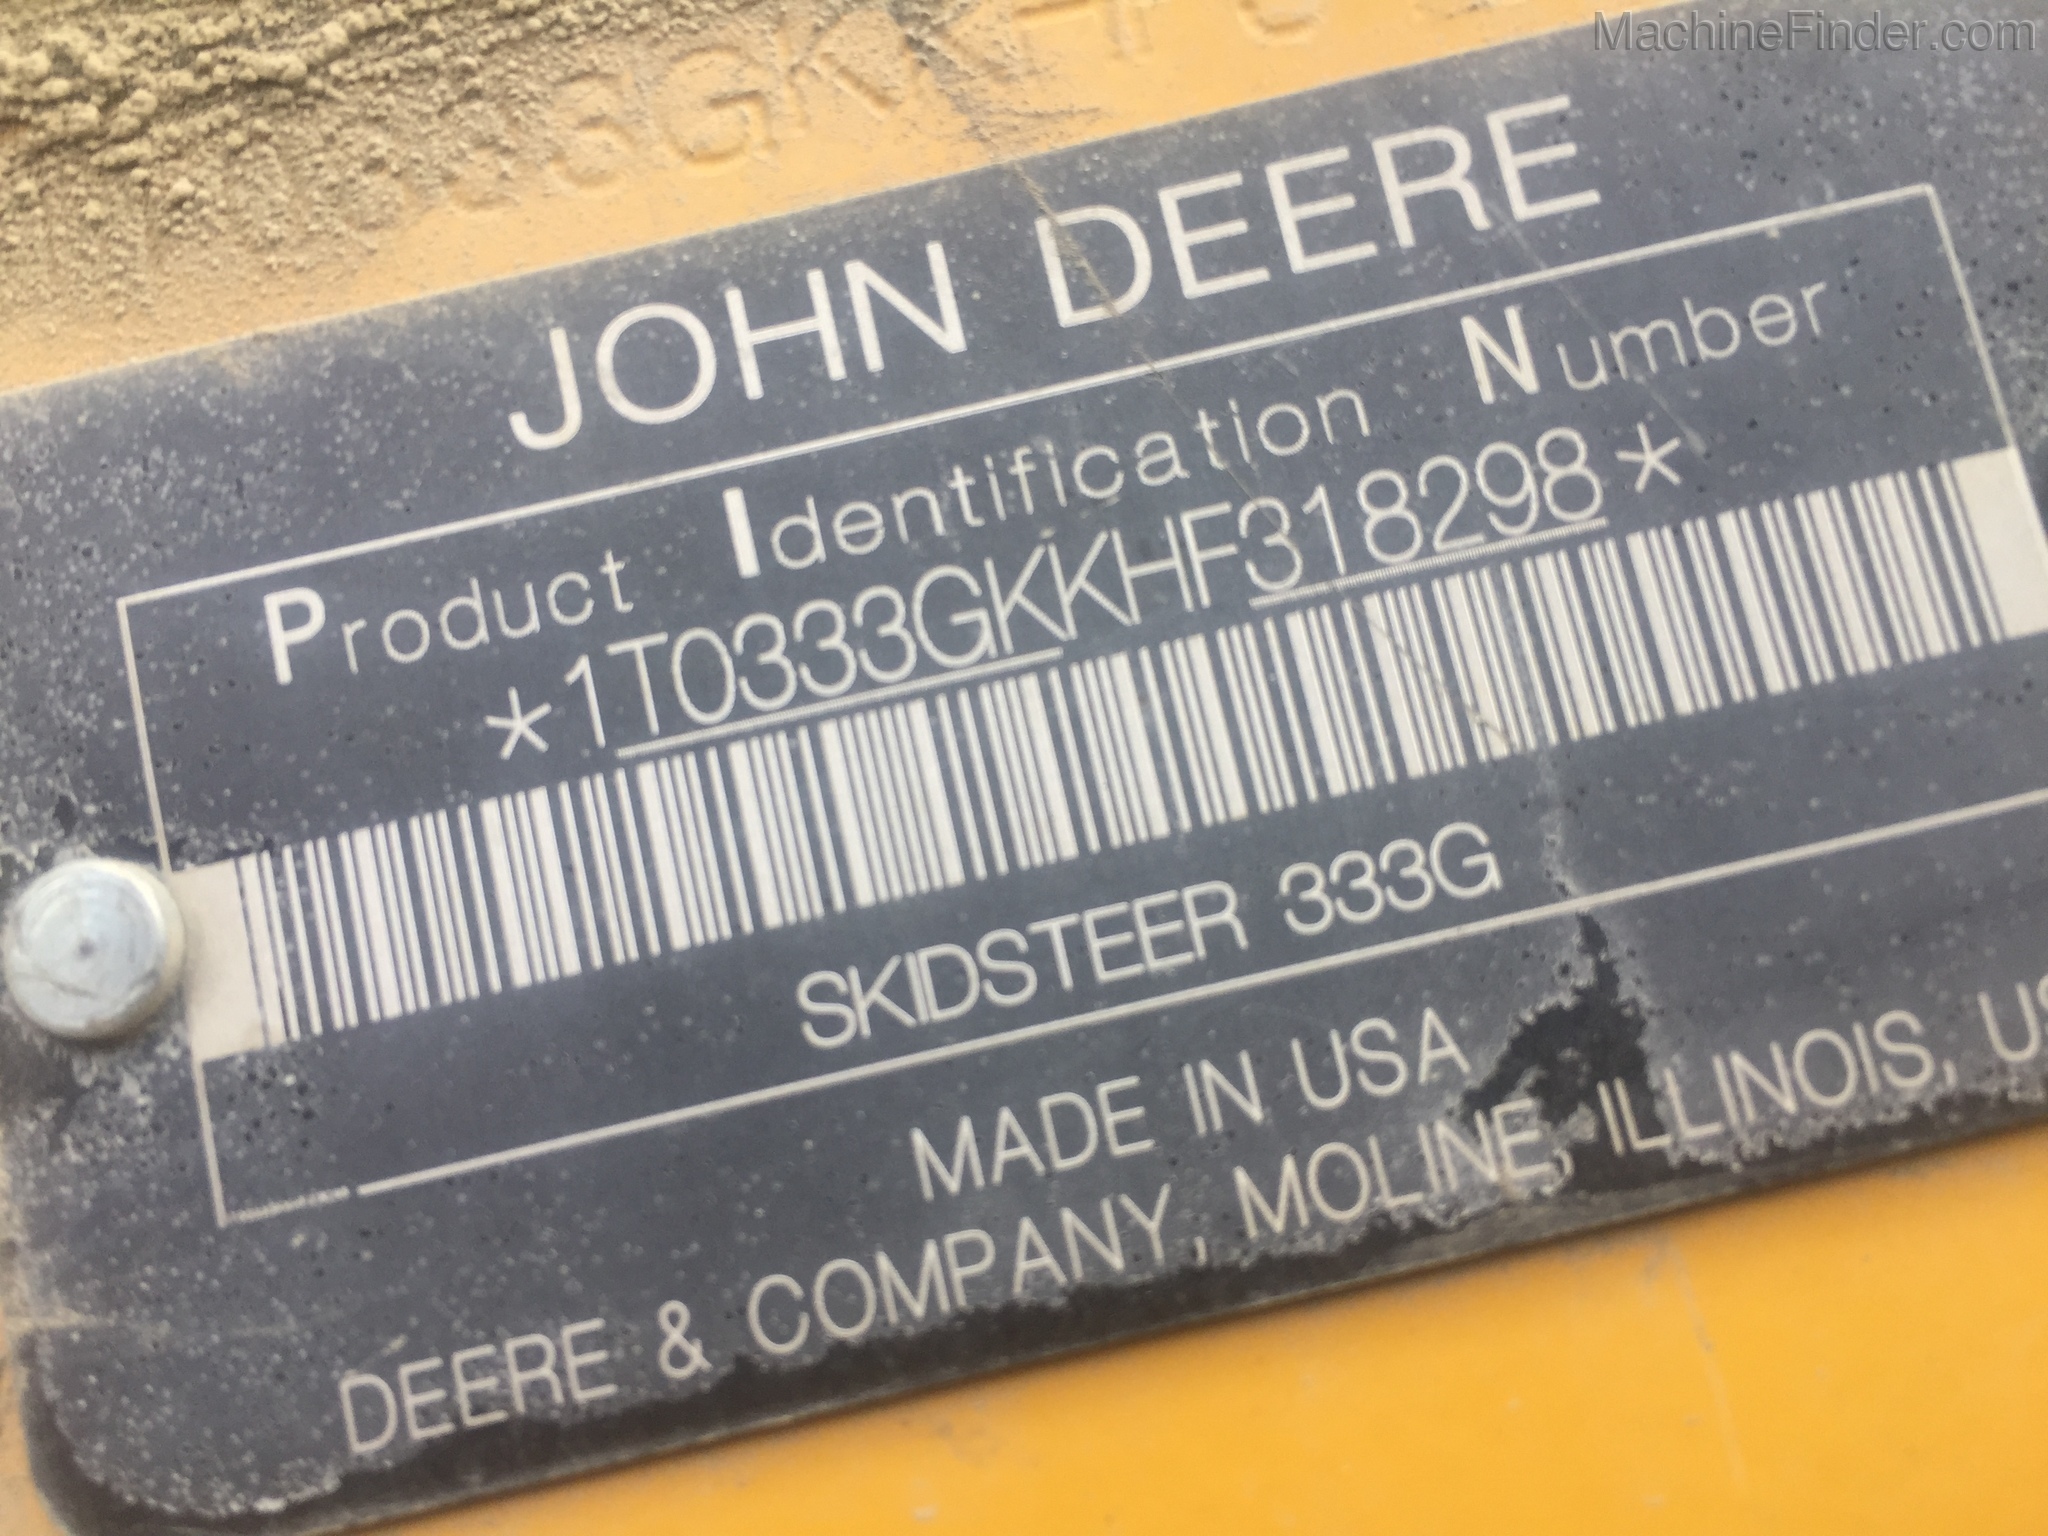 MachineFinder.com
JOHN DEERE
Product Identification Number
*1T0333GKKHF318298*
SKIDSTEER 333G
MADE IN USA
DEERE & COMPANY, MOLINE, ILLINOIS,